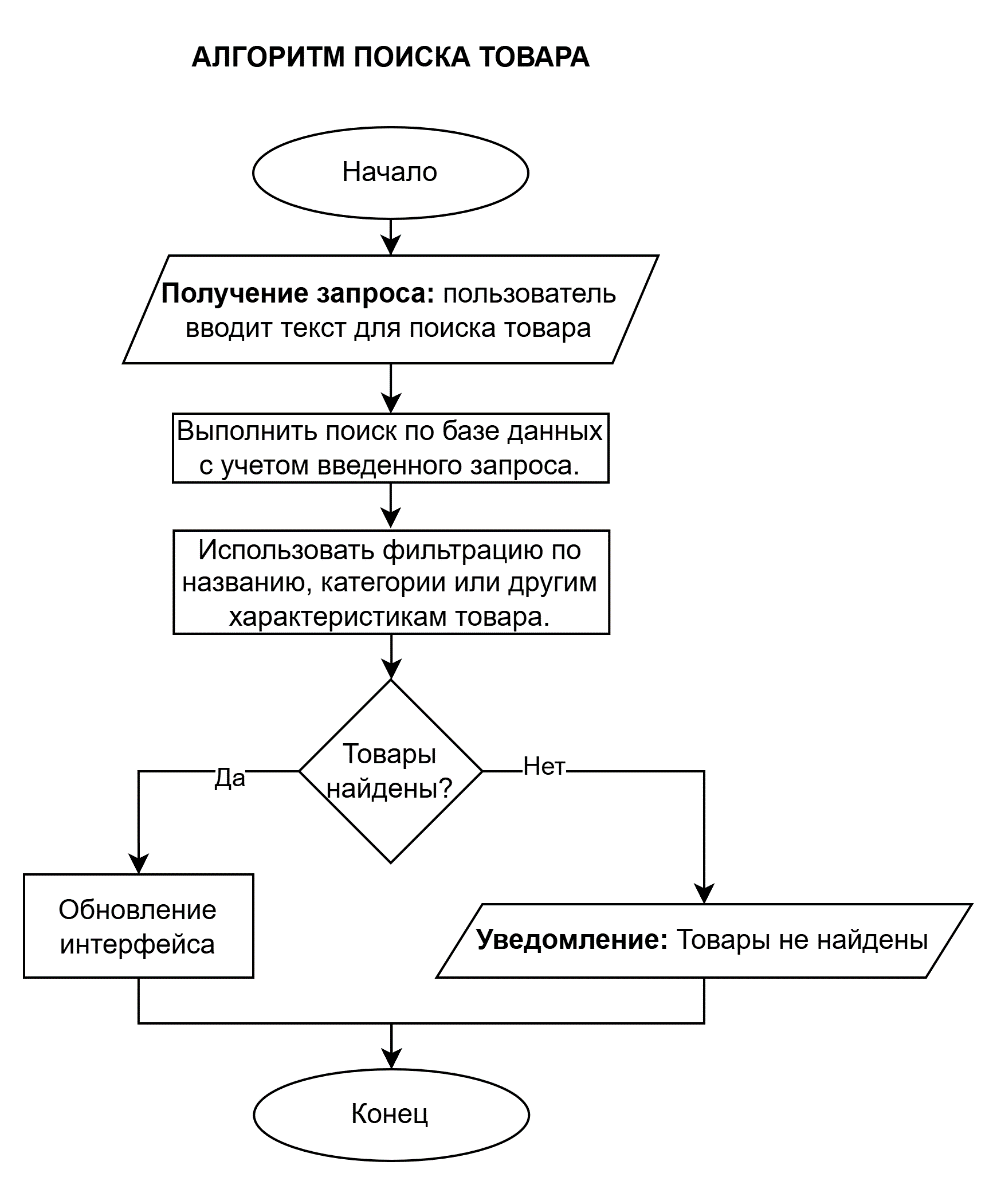 АЛГОРИТМ ПОИСКА ТОВАРА
Начало
Получение запроса: пользователь
вводит текст для поиска товара
Выполнить поиск по базе данных
с учетом введенного запроса.
Использовать фильтрацию по
названию, категории или другим
характеристикам товара.
Товары
найдены?
Да
Нет
Обновление
интерфейса
Уведомление: Товары не найдены
Конец